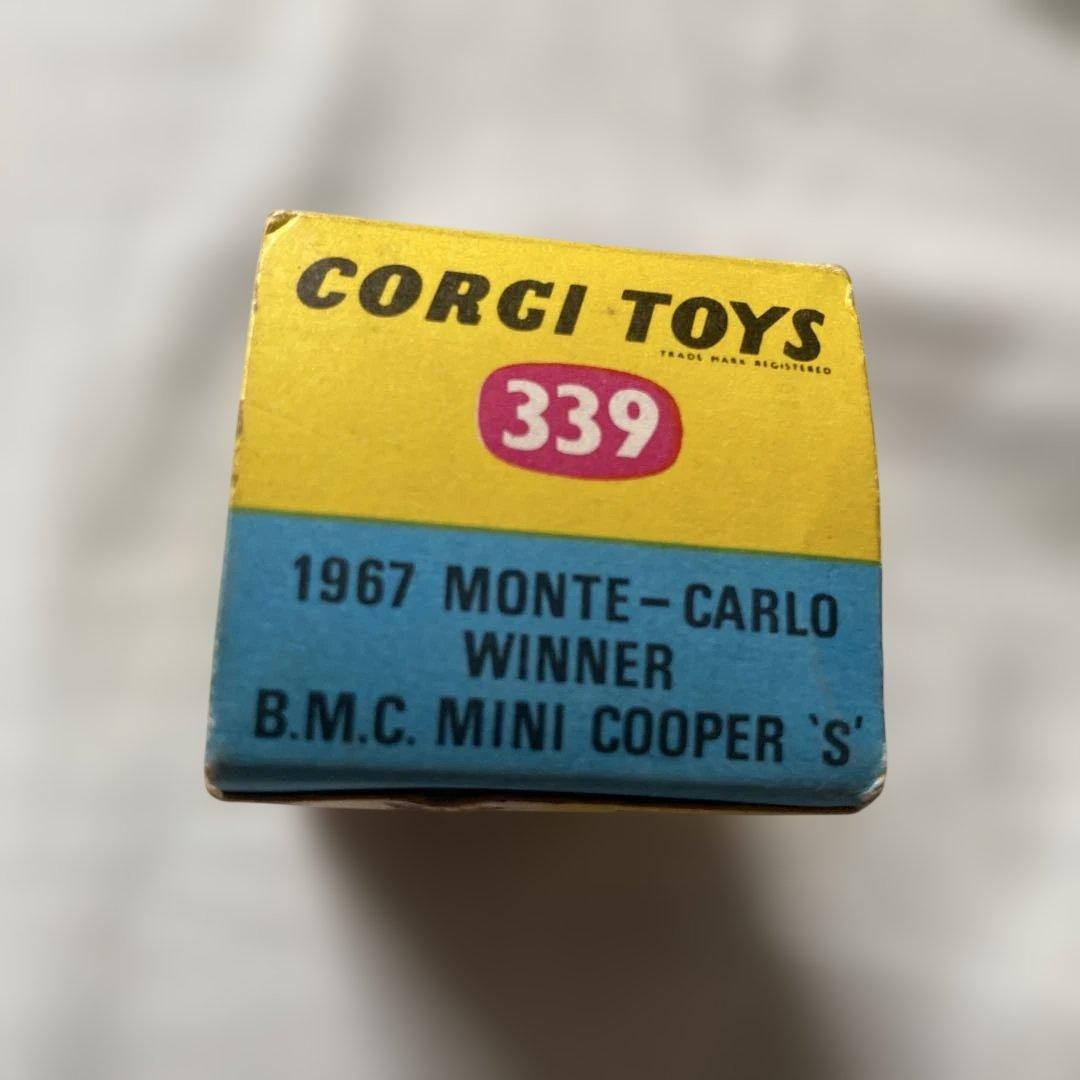 CORGI TOYS
TRADE MARK REGISTERED
339
1967 MONTE-CARLO
WINNER
B.M.C. MINI COOPER 'S'